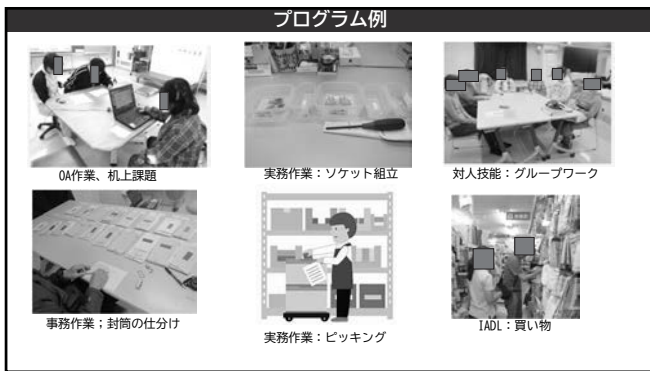 プログラム例
OA作業、机上課題
実務作業：ソケット組立
対人技能：グループワーク
事務作業；封筒の仕分け
実務作業：ピッキング
IADL：買い物